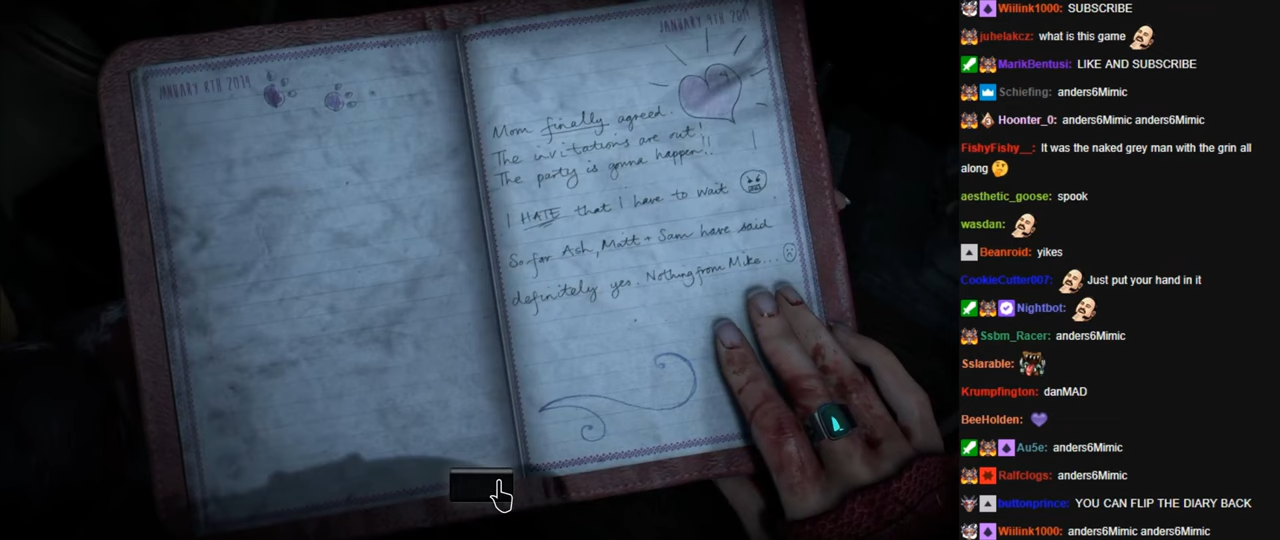 JANUARY 8TH 2014
JANUARY 9TH 2014
Mom finally agreed.
The invitations are out!
The party is gonna happen!!
I HATE that I have to wait
So far Ash, Matt + Sam have said
definitely yes. Nothing from Mike...
Wiilink1000: SUBSCRIBE
juhelakcz: what is this game
MarikBentusi: LIKE AND SUBSCRIBE
Schiefing: anders6Mimic
Hoonter_0: anders6Mimic anders6Mimic
FishyFishy__: It was the naked grey man with the grin all
along
aesthetic_goose: spook
wasdan:
Beanroid: yikes
CookieCutter007: Just put your hand in it
Nightbot:
Ssbm_Racer: anders6Mimic
Sslarable:
Krumpfington: danMAD
BeeHolden:
Au5e: anders6Mimic
Ralfclogs: anders6Mimic
buttonprince: YOU CAN FLIP THE DIARY BACK
Wiilink1000: anders6Mimic anders6Mimic